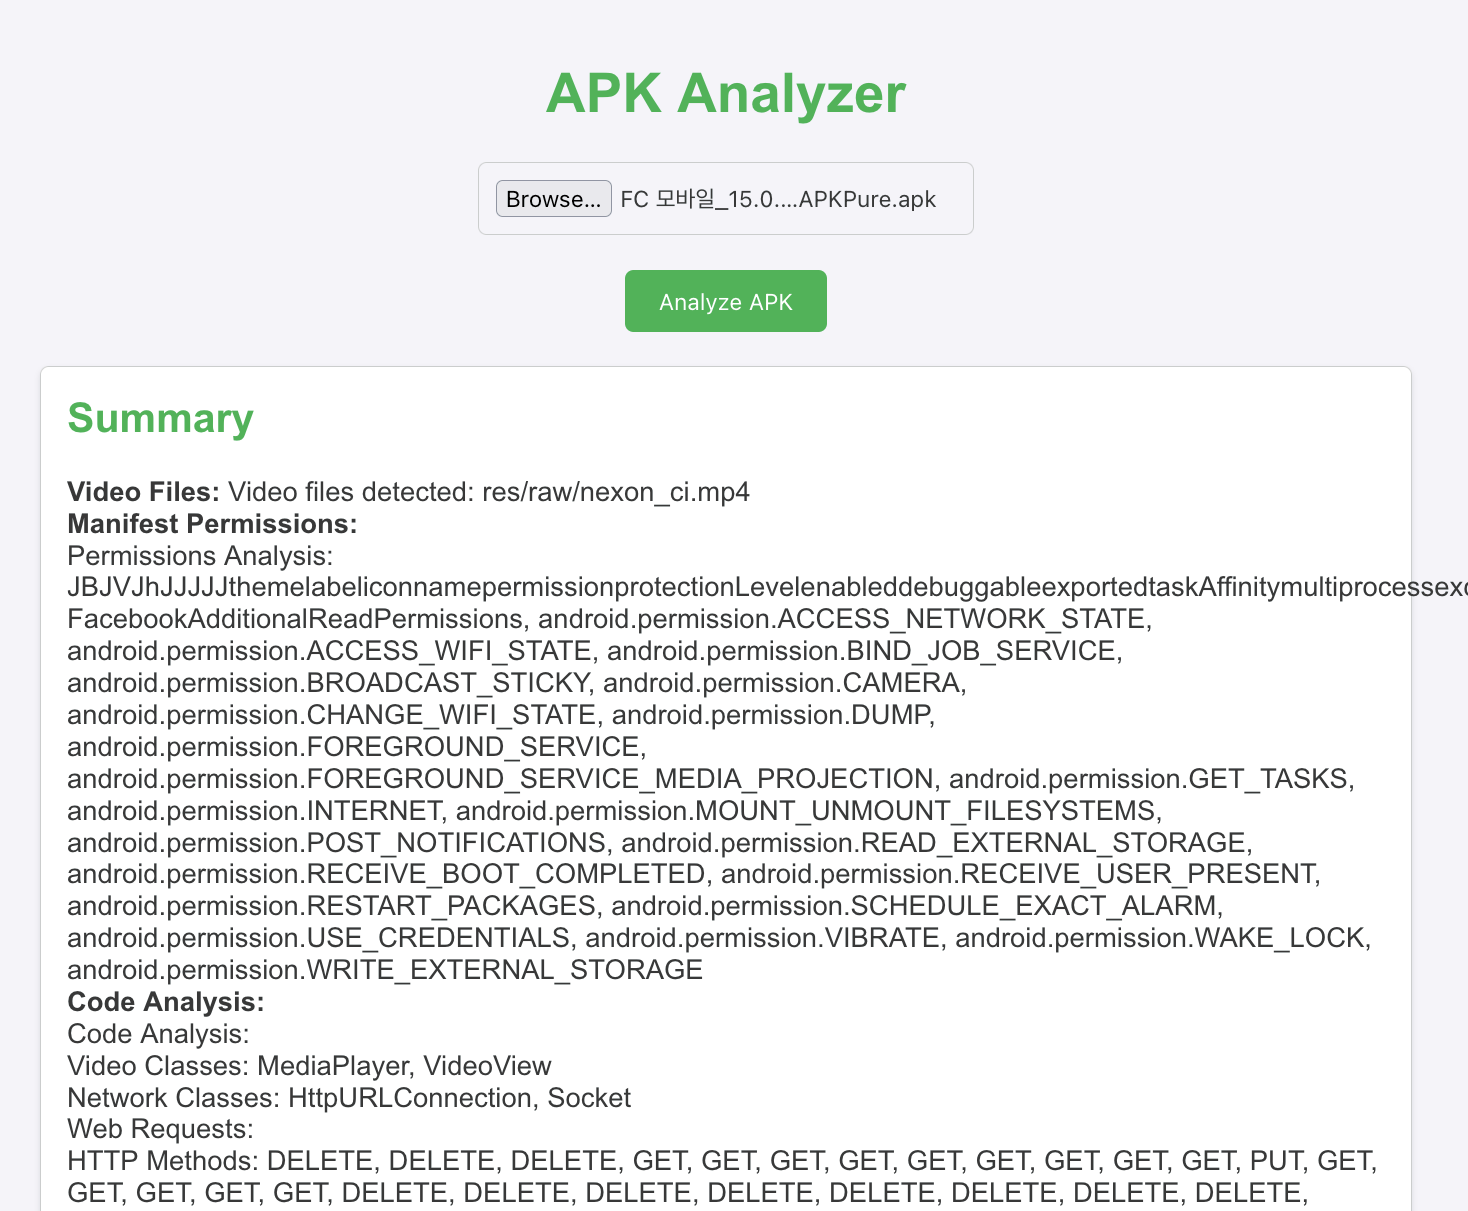 APK Analyzer
Browse... FC 모바일_15.0....APKPure.apk
Analyze APK
Summary
Video Files: Video files detected: res/raw/nexon_ci.mp4
Manifest Permissions:
Permissions Analysis:
JBJVJhJJJJJthemelabeliconnamepermissionprotectionLevelenableddebuggableexportedtaskAffinitymultiprocessexc
FacebookAdditionalReadPermissions, android.permission.ACCESS_NETWORK_STATE,
android.permission.ACCESS_WIFI_STATE, android.permission.BIND_JOB_SERVICE,
android.permission.BROADCAST_STICKY, android.permission.CAMERA,
android.permission.CHANGE_WIFI_STATE, android.permission.DUMP,
android.permission.FOREGROUND_SERVICE,
android.permission.FOREGROUND_SERVICE_MEDIA_PROJECTION, android.permission.GET_TASKS,
android.permission.INTERNET, android.permission.MOUNT_UNMOUNT_FILESYSTEMS,
android.permission.POST_NOTIFICATIONS, android.permission.READ_EXTERNAL_STORAGE,
android.permission.RECEIVE_BOOT_COMPLETED, android.permission.RECEIVE_USER_PRESENT,
android.permission.RESTART_PACKAGES, android.permission.SCHEDULE_EXACT_ALARM,
android.permission.USE_CREDENTIALS, android.permission.VIBRATE, android.permission.WAKE_LOCK,
android.permission.WRITE_EXTERNAL_STORAGE
Code Analysis:
Code Analysis:
Video Classes: MediaPlayer, VideoView
Network Classes: HttpURLConnection, Socket
Web Requests:
HTTP Methods: DELETE, DELETE, DELETE, GET, GET, GET, GET, GET, GET, GET, GET, GET, PUT, GET,
GET, GET, GET, GET, DELETE, DELETE, DELETE, DELETE, DELETE, DELETE, DELETE, DELETE,